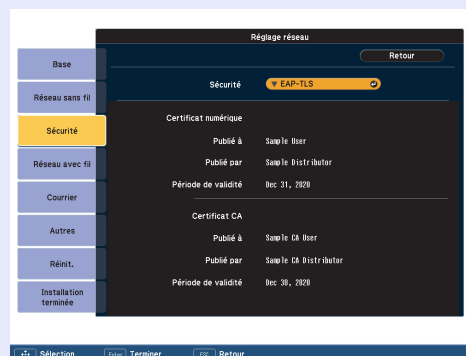 Réglage réseau
Retour
Base
Réseau sans fil
Sécurité
Réseau avec fil
Courrier
Autres
Réinit.
Installation
terminée
Sécurité EAP-TLS
Certificat numérique
Publié à Sample User
Publié par Sample Distributor
Période de validité Dec 31, 2020
Certificat CA
Publié à Sample CA User
Publié par Sample CA Distributor
Période de validité Dec 30, 2020
Sélection Enter Terminer ESC Retour